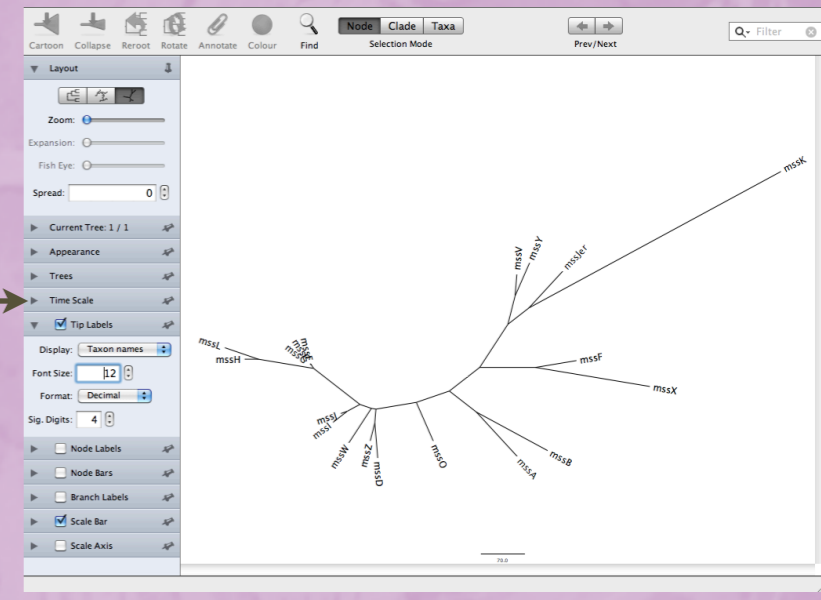 Cartoon Collapse Reroot Rotate Annotate Colour Find
Node Clade Taxa
Selection Mode
Prev/Next
Filter
Layout
Zoom:
Expansion:
Fish Eye:
Spread: 0
Current Tree: 1 / 1
Appearance
Trees
Time Scale
Tip Labels
Display: Taxon names
Font Size: 12
Format: Decimal
Sig. Digits: 4
Node Labels
Node Bars
Branch Labels
Scale Bar
Scale Axis
mssK
mssV
mssY
mssJer
mssL
mssH
mssF
mssX
mssJ
mssI
mssW
mssZ
mssD
mssO
mssA
mssB
70.0